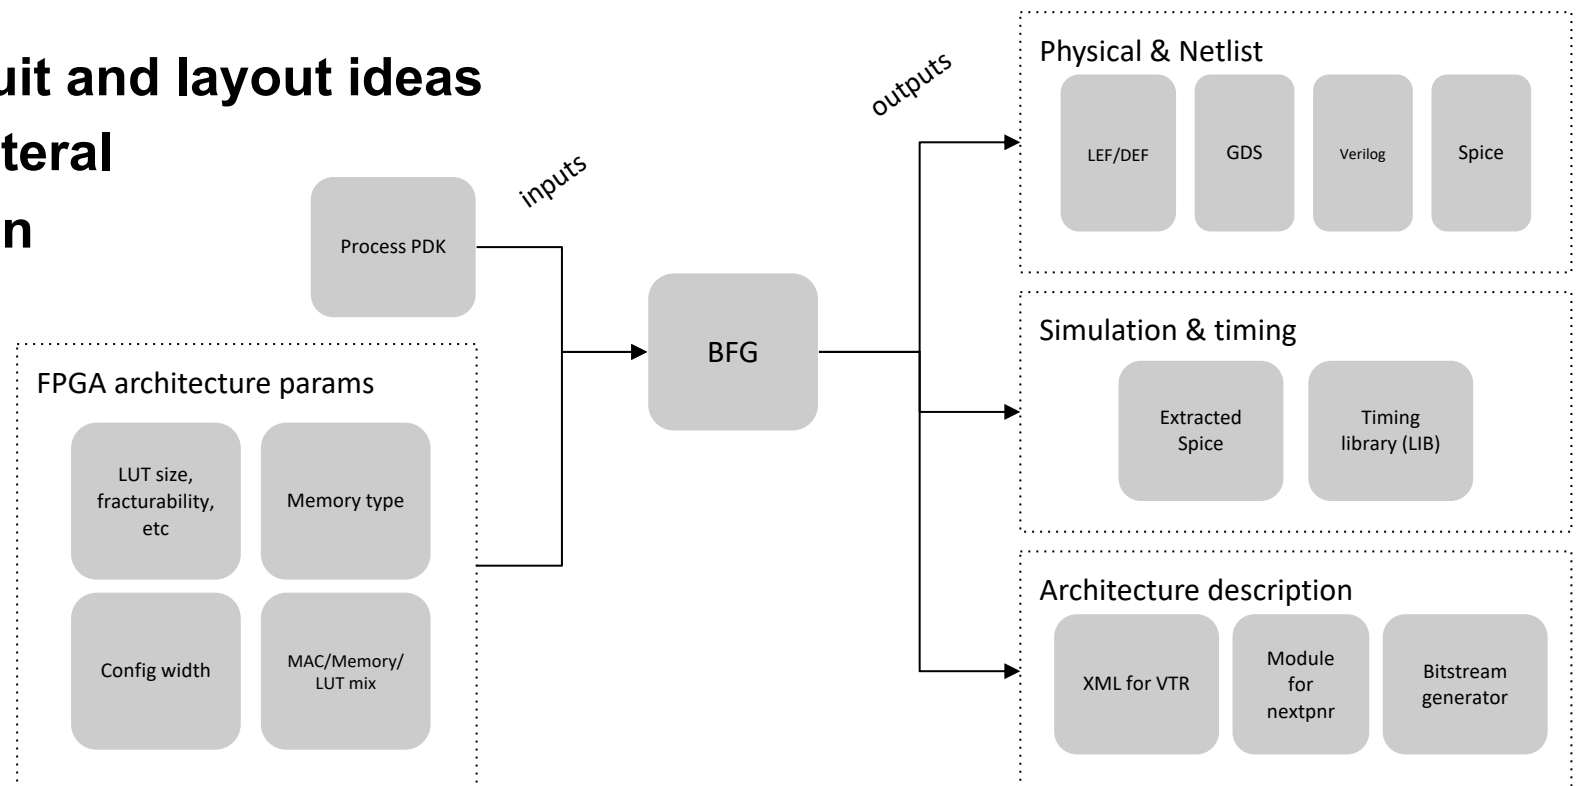 uit and layout ideas
teral
n
inputs
outputs
Process PDK
FPGA architecture params
LUT size,
fracturability,
etc
Memory type
Config width
MAC/Memory/
LUT mix
BFG
Physical & Netlist
LEF/DEF
GDS
Verilog
Spice
Simulation & timing
Extracted
Spice
Timing
library (LIB)
Architecture description
XML for VTR
Module
for
nextpnr
Bitstream
generator